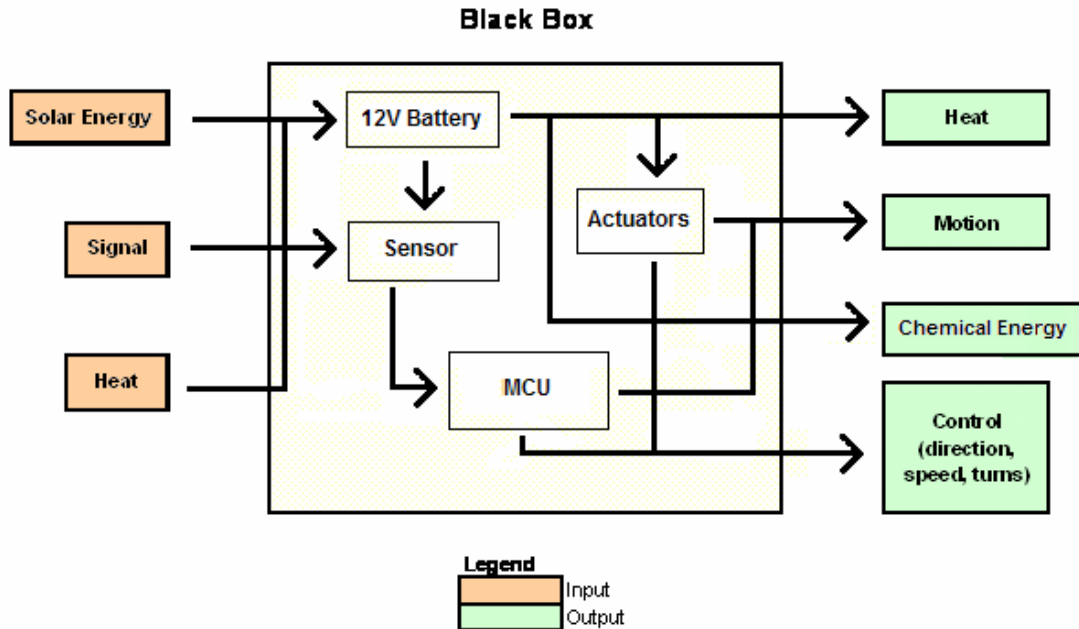 Black Box
Solar Energy
12V Battery
Heat
Signal
Sensor
Actuators
Motion
Chemical Energy
Heat
MCU
Control
(direction,
speed, turns)
Legend
Input
Output